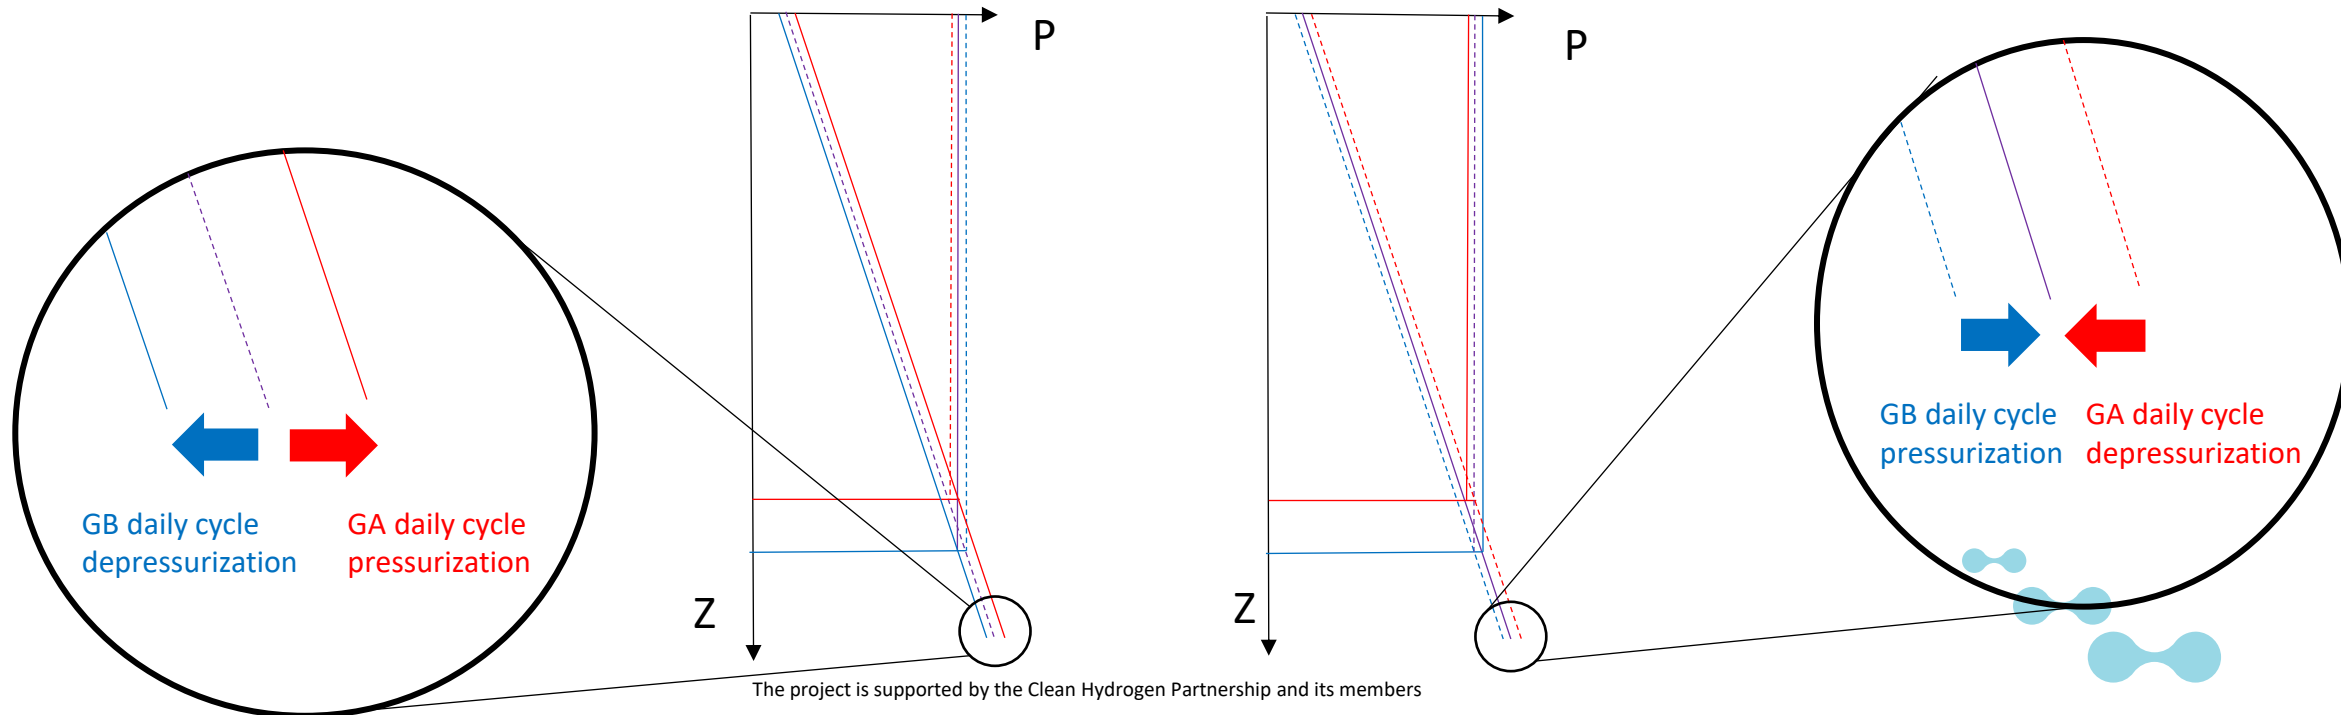 P
P
GB daily cycle
depressurization
GA daily cycle
pressurization
Z
Z
GB daily cycle
pressurization
GA daily cycle
depressurization
The project is supported by the Clean Hydrogen Partnership and its members